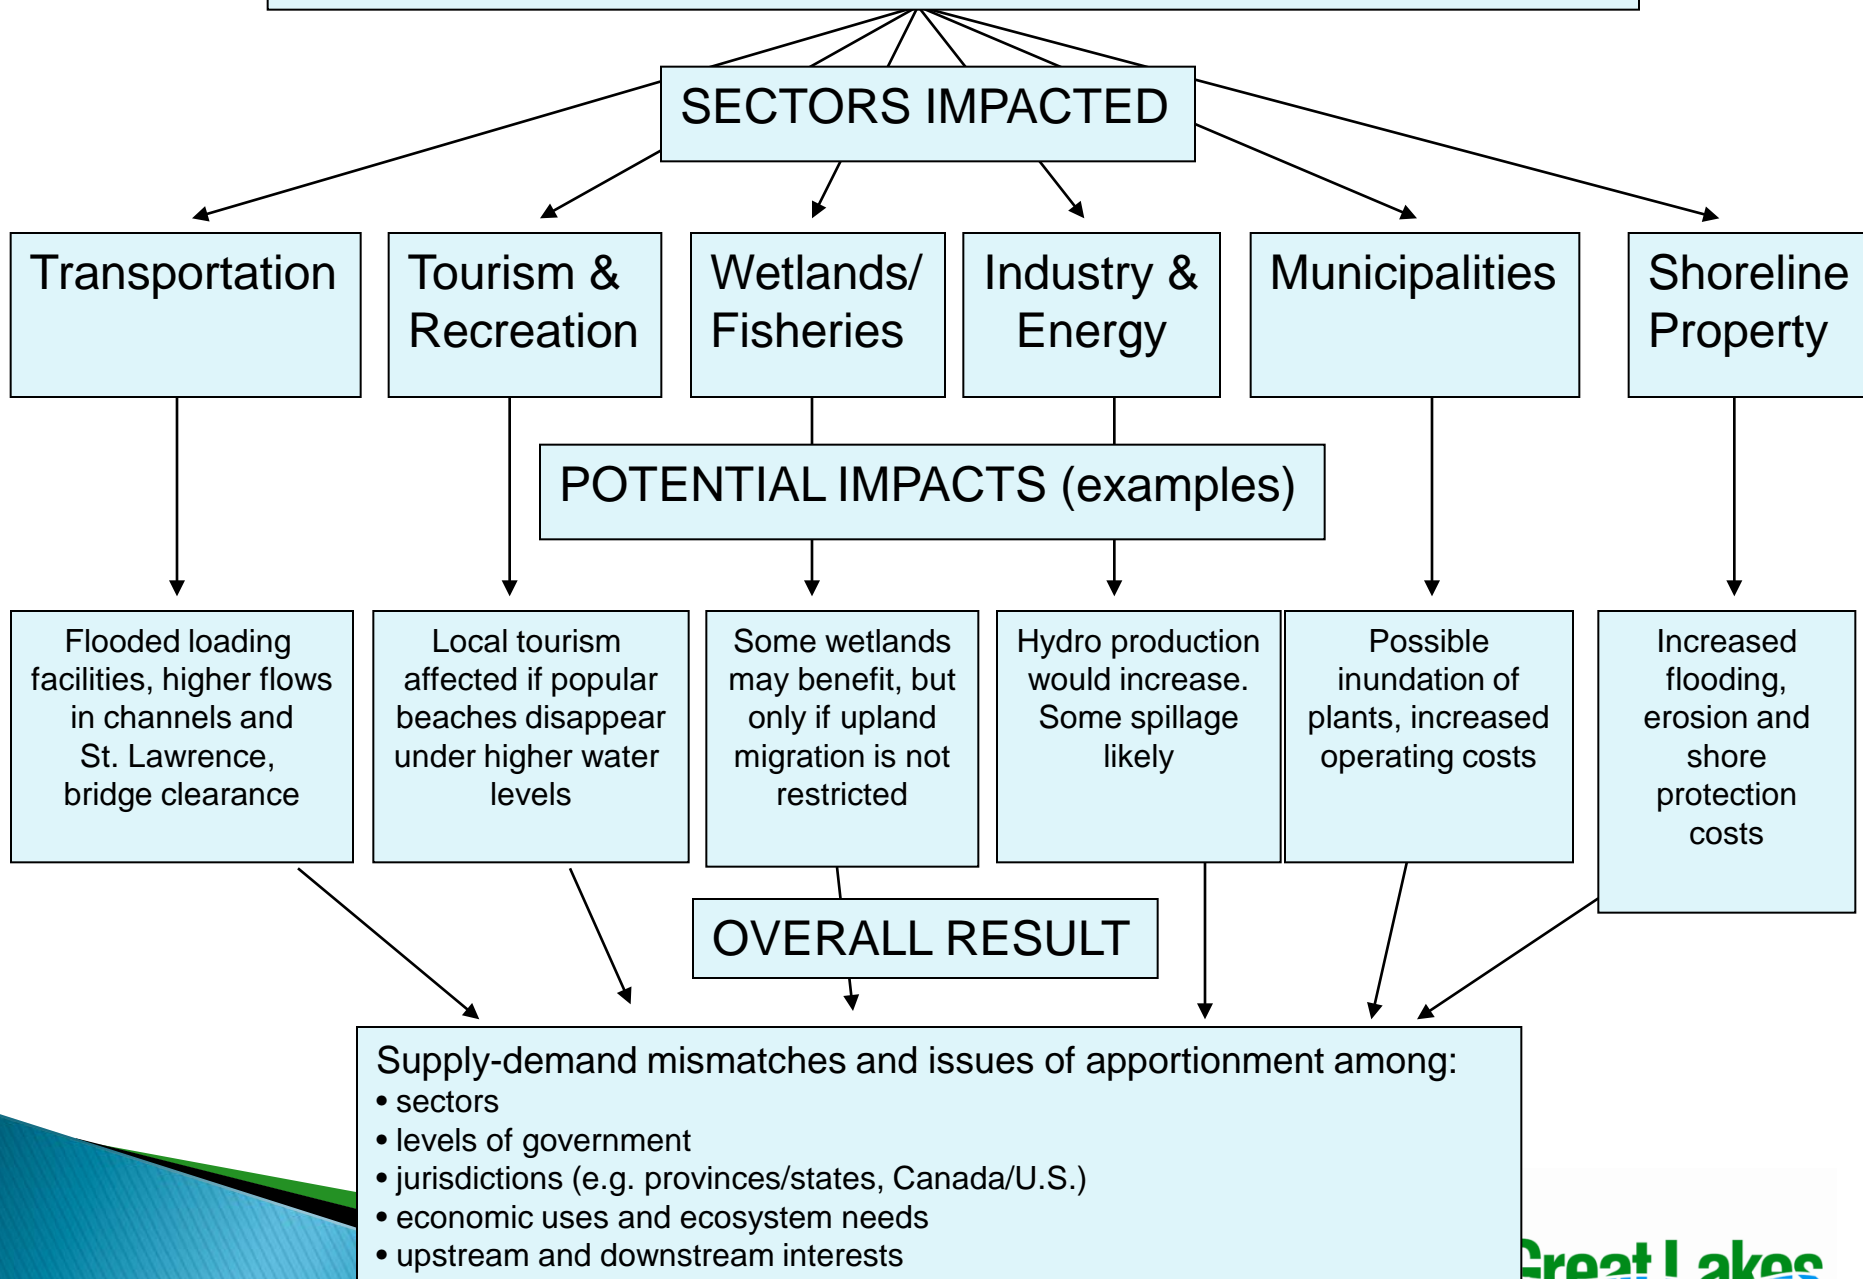 SECTORS IMPACTED
Transportation
Tourism &
Recreation
Wetlands/
Fisheries
Industry &
Energy
Municipalities
Shoreline
Property
POTENTIAL IMPACTS (examples)
Flooded loading
facilities, higher flows
in channels and
St. Lawrence,
bridge clearance
Local tourism
affected if popular
beaches disappear
under higher water
levels
Some wetlands
may benefit, but
only if upland
migration is not
restricted
Hydro production
would increase.
Some spillage
likely
Possible
inundation of
plants, increased
operating costs
Increased
flooding,
erosion and
shore
protection
costs
OVERALL RESULT
Supply-demand mismatches and issues of apportionment among:
• sectors
• levels of government
• jurisdictions (e.g. provinces/states, Canada/U.S.)
• economic uses and ecosystem needs
• upstream and downstream interests
Great Lakes